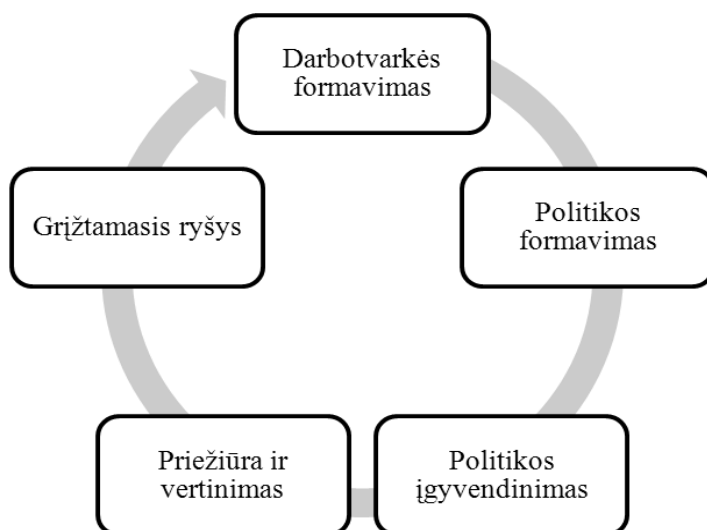 Darbotvarkės
formavimas
Politikos
formavimas
Politikos
įgyvendinimas
Priežiūra ir
vertinimas
Grįžtamasis ryšys